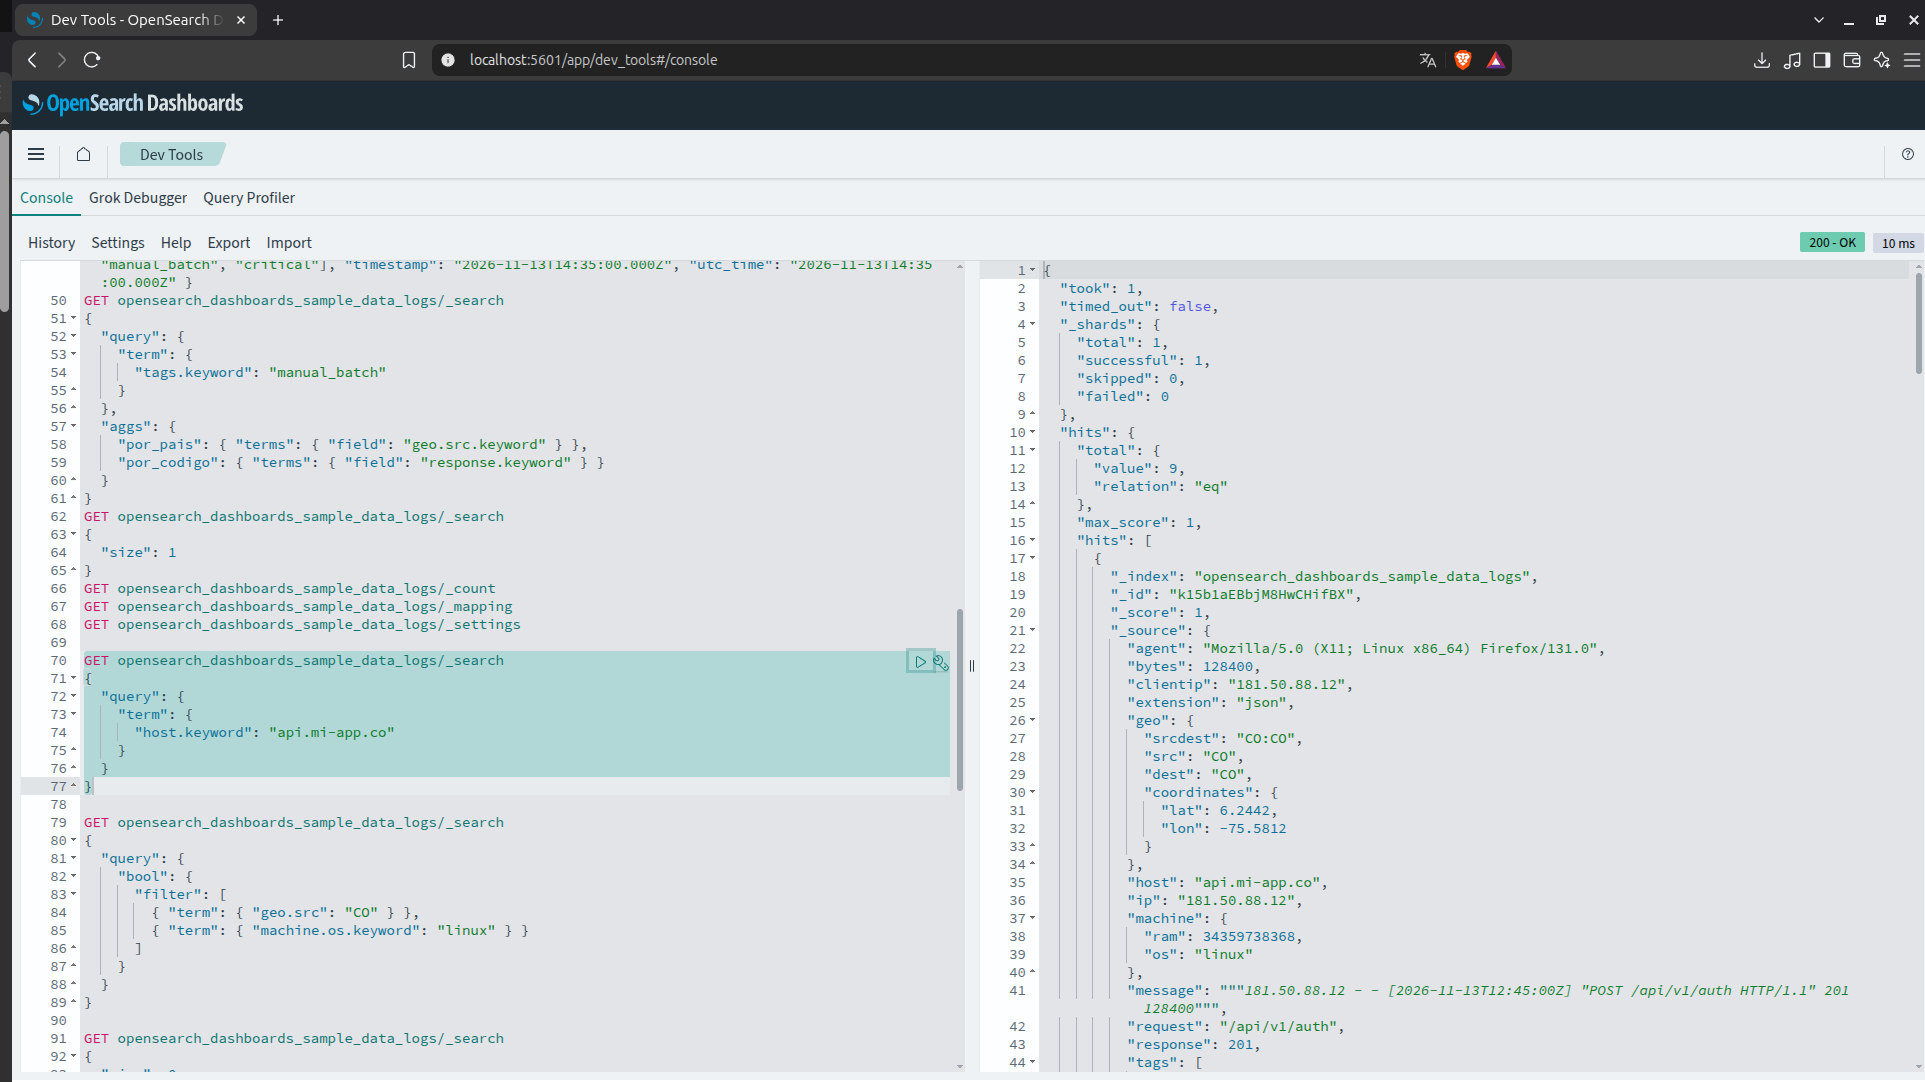 Dev Tools - OpenSearch D
localhost:5601/app/dev_tools#/console
OpenSearch Dashboards
Dev Tools
Console Grok Debugger Query Profiler
History Settings Help Export Import
200 - OK 10 ms
"manual_batch", "critical"], "timestamp": "2026-11-13T14:35:00.000Z", "utc_time": "2026-11-13T14:35
:00.000Z" }
50 GET opensearch_dashboards_sample_data_logs/_search
51 {
52 "query": {
53 "term": {
54 "tags.keyword": "manual_batch"
55 }
56 },
57 "aggs": {
58 "por_pais": { "terms": { "field": "geo.src.keyword" } },
59 "por_codigo": { "terms": { "field": "response.keyword" } }
60 }
61 }
62 GET opensearch_dashboards_sample_data_logs/_search
63 {
64 "size": 1
65 }
66 GET opensearch_dashboards_sample_data_logs/_count
67 GET opensearch_dashboards_sample_data_logs/_mapping
68 GET opensearch_dashboards_sample_data_logs/_settings
69
70 GET opensearch_dashboards_sample_data_logs/_search
71 {
72 "query": {
73 "term": {
74 "host.keyword": "api.mi-app.co"
75 }
76 }
77 }
78
79 GET opensearch_dashboards_sample_data_logs/_search
80 {
81 "query": {
82 "bool": {
83 "filter": [
84 { "term": { "geo.src": "CO" } },
85 { "term": { "machine.os.keyword": "linux" } }
86 ]
87 }
88 }
89 }
90
91 GET opensearch_dashboards_sample_data_logs/_search
92 {
1 {
2 "took": 1,
3 "timed_out": false,
4 "_shards": {
5 "total": 1,
6 "successful": 1,
7 "skipped": 0,
8 "failed": 0
9 },
10 "hits": {
11 "total": {
12 "value": 9,
13 "relation": "eq"
14 },
15 "max_score": 1,
16 "hits": [
17 {
18 "_index": "opensearch_dashboards_sample_data_logs",
19 "_id": "k15b1aEBbjM8HwCHifBX",
20 "_score": 1,
21 "_source": {
22 "agent": "Mozilla/5.0 (X11; Linux x86_64) Firefox/131.0",
23 "bytes": 128400,
24 "clientip": "181.50.88.12",
25 "extension": "json",
26 "geo": {
27 "srcdest": "CO:CO",
28 "src": "CO",
29 "dest": "CO",
30 "coordinates": {
31 "lat": 6.2442,
32 "lon": -75.5812
33 }
34 },
35 "host": "api.mi-app.co",
36 "ip": "181.50.88.12",
37 "machine": {
38 "ram": 34359738368,
39 "os": "linux"
40 },
41 "message": """181.50.88.12 - - [2026-11-13T12:45:00Z] "POST /api/v1/auth HTTP/1.1" 201
128400""",
42 "request": "/api/v1/auth",
43 "response": 201,
44 "tags": [